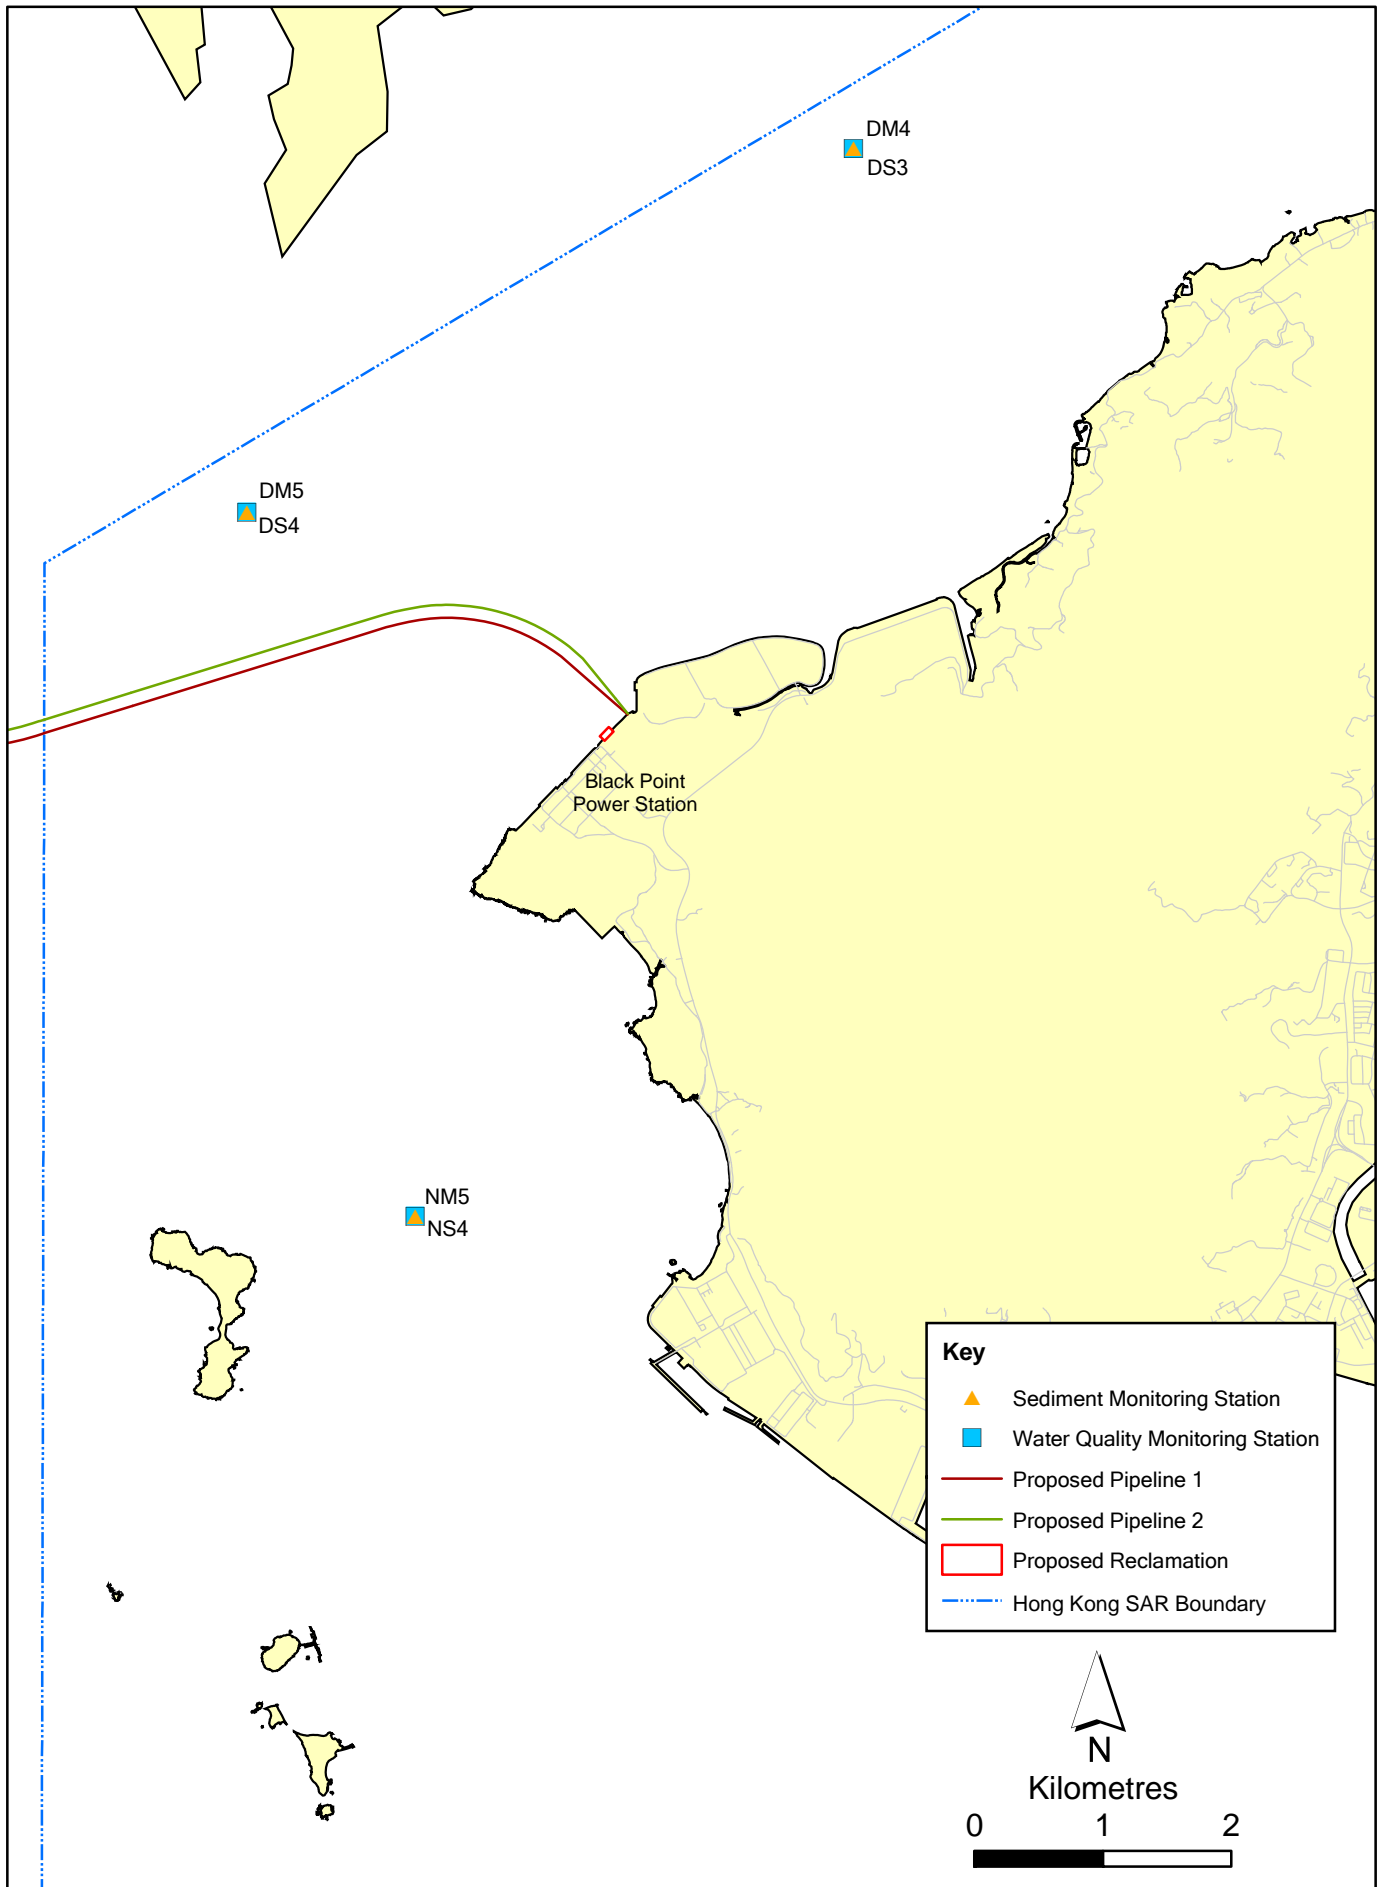 DM4
DS3
DM5
DS4
Black Point
Power Station
NM5
NS4
Key
Sediment Monitoring Station
Water Quality Monitoring Station
Proposed Pipeline 1
Proposed Pipeline 2
Proposed Reclamation
Hong Kong SAR Boundary
N
Kilometres
0 1 2